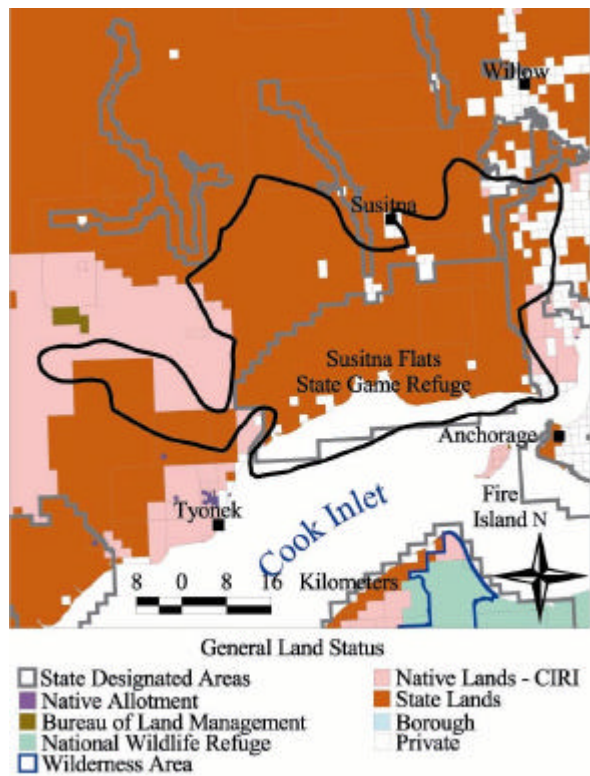 Willow
Susitna
Susitna Flats
State Game Refuge
Anchorage
Fire
Island N
Tyonek
Cook Inlet
8 0 8 16 Kilometers
General Land Status
State Designated Areas
Native Allotment
Bureau of Land Management
National Wildlife Refuge
Wilderness Area
Native Lands - CIRI
State Lands
Borough
Private